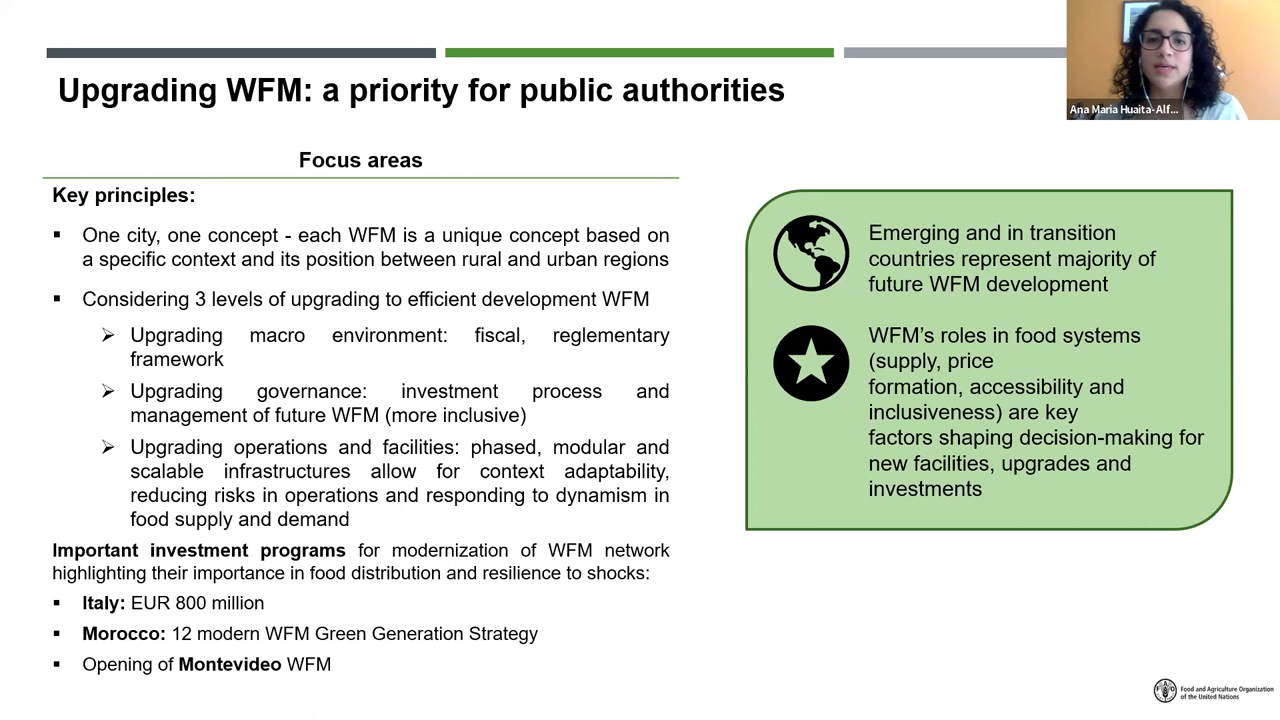 Upgrading WFM: a priority for public authorities
Ana Maria Huaita-Alf...
Focus areas
Key principles:
▪ One city, one concept - each WFM is a unique concept based on
a specific context and its position between rural and urban regions
▪ Considering 3 levels of upgrading to efficient development WFM
➢ Upgrading macro environment: fiscal, reglementary
framework
➢ Upgrading governance: investment process and
management of future WFM (more inclusive)
➢ Upgrading operations and facilities: phased, modular and
scalable infrastructures allow for context adaptability,
reducing risks in operations and responding to dynamism in
food supply and demand
Important investment programs for modernization of WFM network
highlighting their importance in food distribution and resilience to shocks:
▪ Italy: EUR 800 million
▪ Morocco: 12 modern WFM Green Generation Strategy
▪ Opening of Montevideo WFM
Emerging and in transition
countries represent majority of
future WFM development
WFM's roles in food systems
(supply, price
formation, accessibility and
inclusiveness) are key
factors shaping decision-making for
new facilities, upgrades and
investments
Food and Agriculture Organization
of the United Nations